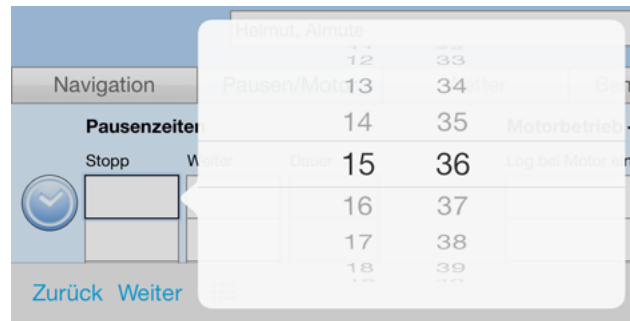 Helmut, Almute
Navigation
Pausen/Motor
Pausenzeiten
Motorbetrieb
Stopp
Weiter
Dauer
Log bei Motor ein
12 33
13 34
14 35
15 36
16 37
17 38
18 39
Zurück Weiter